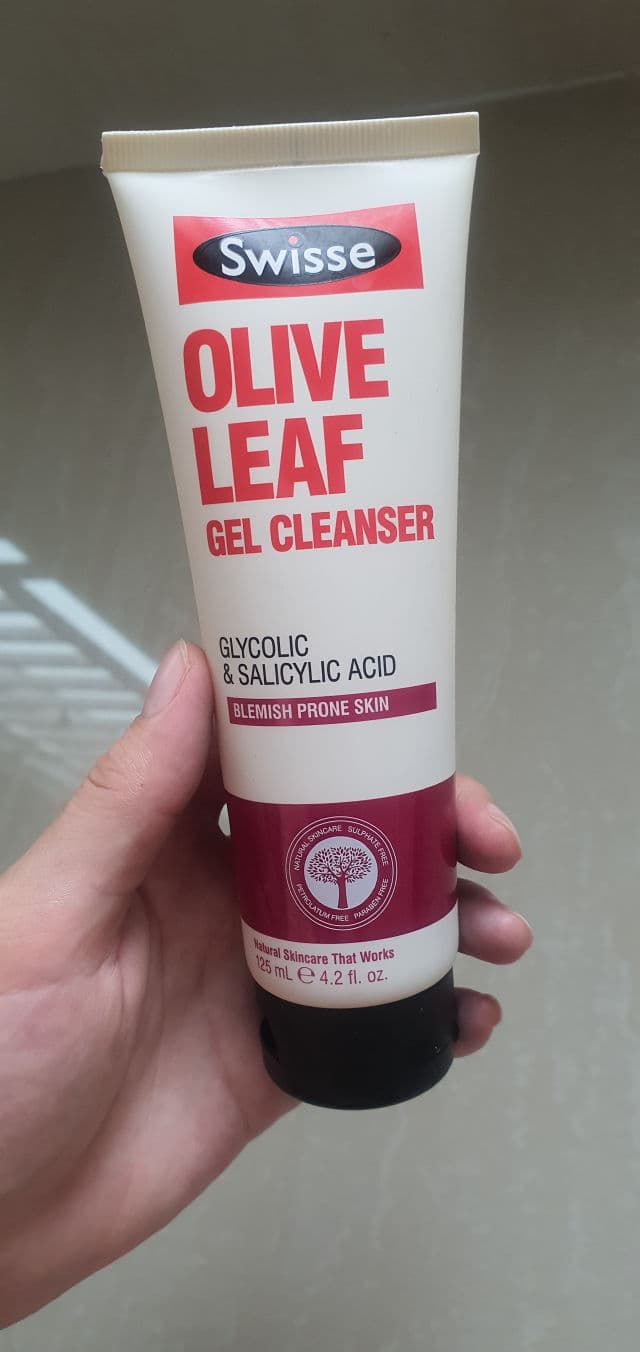 Swisse
OLIVE
LEAF
GEL CLEANSER
GLYCOLIC
& SALICYLIC ACID
BLEMISH PRONE SKIN
NATURAL SKINCARE SULPHATE FREE
PETROLATUM FREE PARABEN FREE
Natural Skincare That Works
125 mL ℮ 4.2 fl. oz.